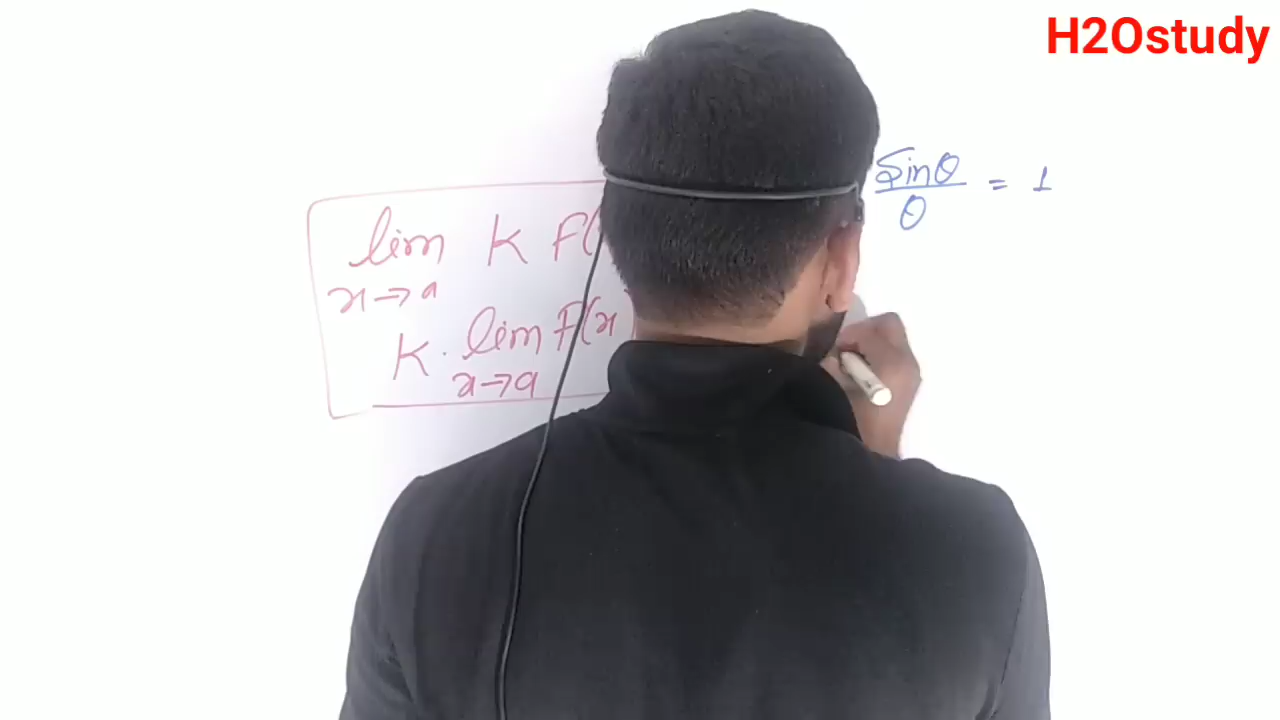 H2Ostudy
lim K F(
x→a
K. lim F(x)
x→a
sinθ
θ
= 1